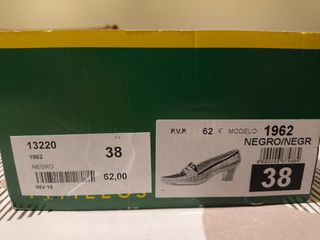 13220
1962
38
NEGRO
62,00
INV-16
P.V.P. 62 € MODELO 1962
NEGRO/NEGR
38